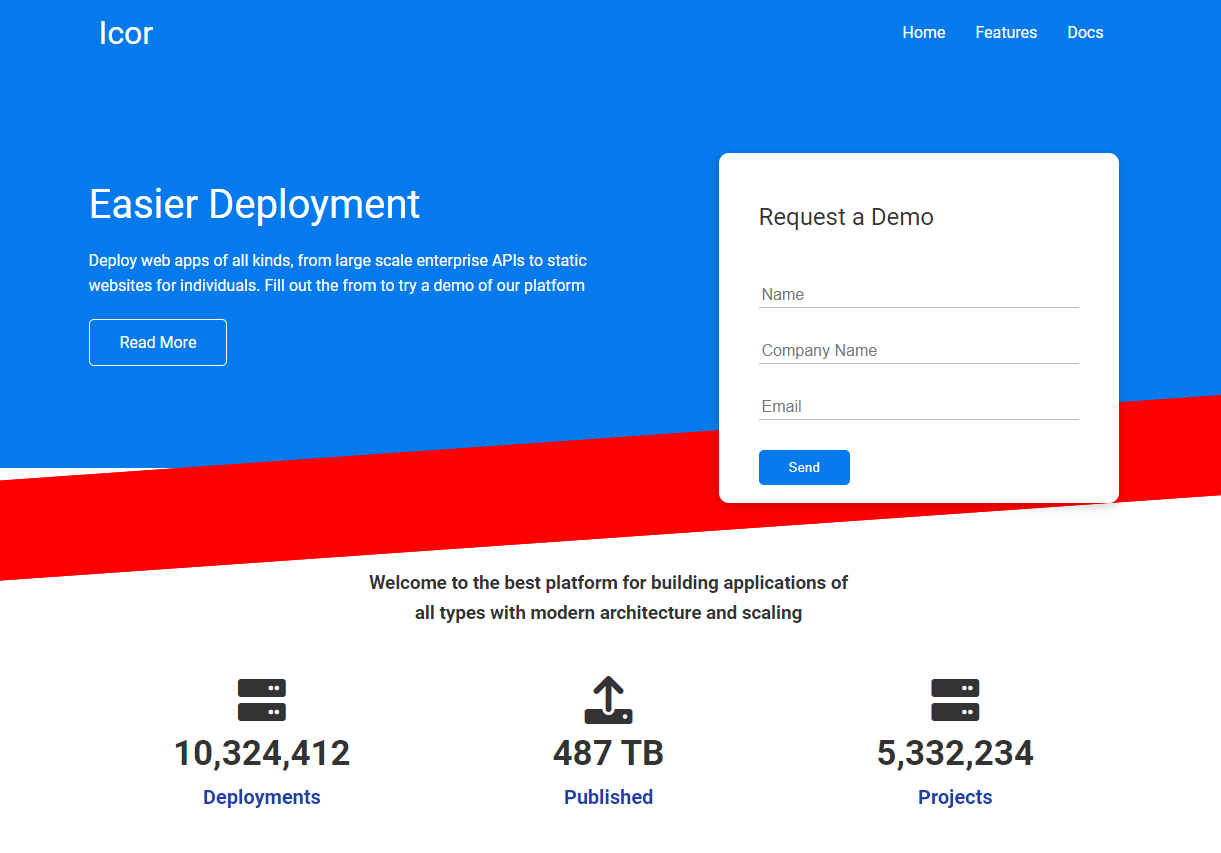 Icor
Home Features Docs
Easier Deployment
Deploy web apps of all kinds, from large scale enterprise APIs to static
websites for individuals. Fill out the from to try a demo of our platform
Read More
Request a Demo
Name
Company Name
Email
Send
Welcome to the best platform for building applications of
all types with modern architecture and scaling
10,324,412
Deployments
487 TB
Published
5,332,234
Projects